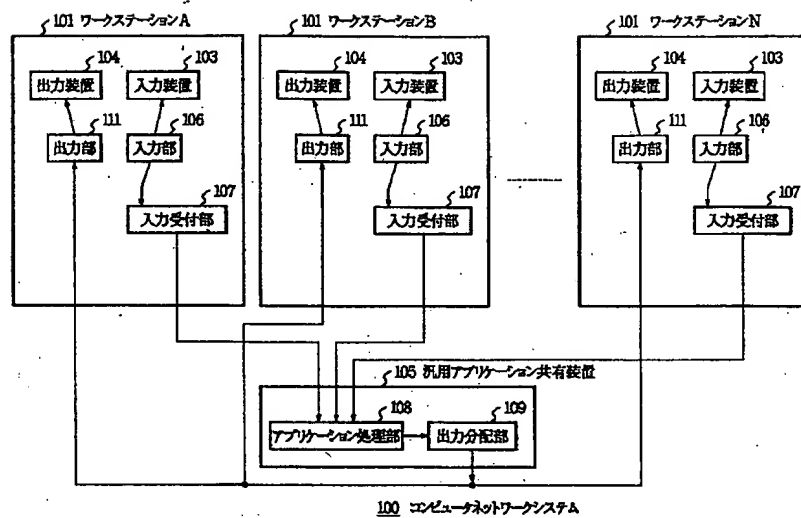 101 ワークステーションA
104 103
出力装置 入力装置
111 106
出力部 入力部
107
入力受付部
101 ワークステーションB
104 103
出力装置 入力装置
111 106
出力部 入力部
107
入力受付部
101 ワークステーションN
104 103
出力装置 入力装置
111 106
出力部 入力部
107
入力受付部
105 汎用アプリケーション共有装置
108 109
アプリケーション処理部 出力分配部
100 コンピュータネットワークシステム